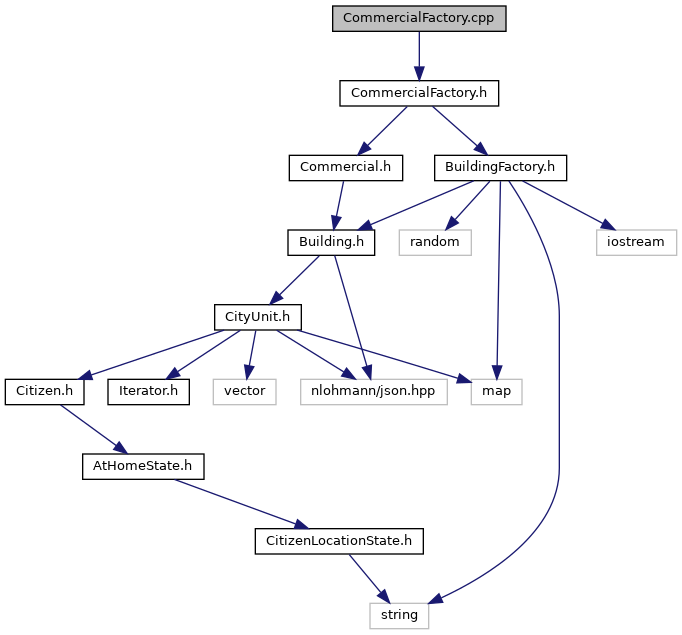 CommercialFactory.cpp
CommercialFactory.h
Commercial.h
BuildingFactory.h
Building.h
random
iostream
CityUnit.h
Citizen.h
Iterator.h
vector
nlohmann/json.hpp
map
AtHomeState.h
CitizenLocationState.h
string